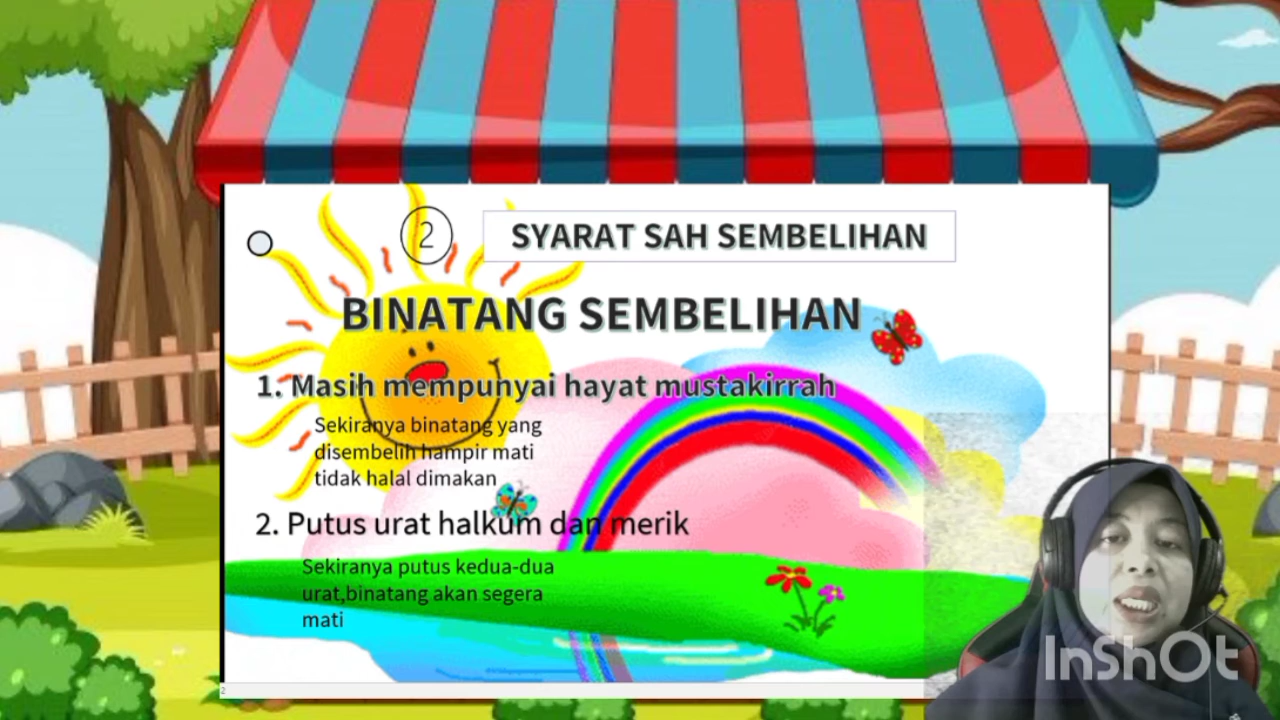 2
SYARAT SAH SEMBELIHAN
BINATANG SEMBELIHAN
1. Masih mempunyai hayat mustakirrah
Sekiranya binatang yang
disembelih hampir mati
tidak halal dimakan
2. Putus urat halkum dan merik
Sekiranya putus kedua-dua
urat,binatang akan segera
mati
InShOt
2